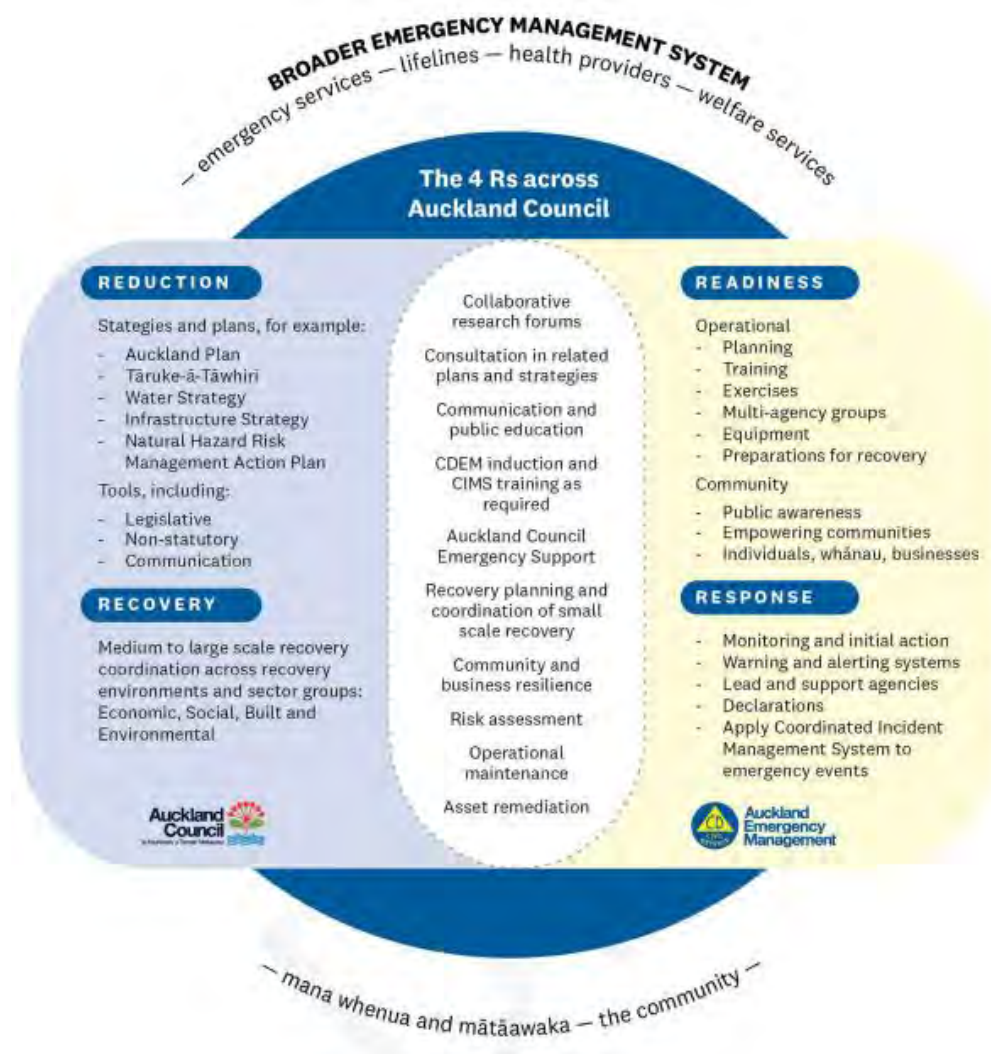 BROADER EMERGENCY MANAGEMENT SYSTEM
— emergency services — lifelines — health providers — welfare services
The 4 Rs across
Auckland Council
REDUCTION
Stategies and plans, for example:
- Auckland Plan
- Tāruke-ā-Tāwhiri
- Water Strategy
- Infrastructure Strategy
- Natural Hazard Risk
Management Action Plan
Tools, including:
- Legislative
- Non-statutory
- Communication
RECOVERY
Medium to large scale recovery
coordination across recovery
environments and sector groups:
Economic, Social, Built and
Environmental
Auckland
Council
Collaborative
research forums
Consultation in related
plans and strategies
Communication and
public education
CDEM induction and
CIMS training as
required
Auckland Council
Emergency Support
Recovery planning and
coordination of small
scale recovery
Community and
business resilience
Risk assessment
Operational
maintenance
Asset remediation
READINESS
Operational
- Planning
- Training
- Exercises
- Multi-agency groups
- Equipment
- Preparations for recovery
Community
- Public awareness
- Empowering communities
- Individuals, whánau, businesses
RESPONSE
- Monitoring and initial action
- Warning and alerting systems
- Lead and support agencies
- Declarations
- Apply Coordinated Incident
Management System to
emergency events
CD
Auckland
Emergency
Management
— mana whenua and mātāawaka — the community —